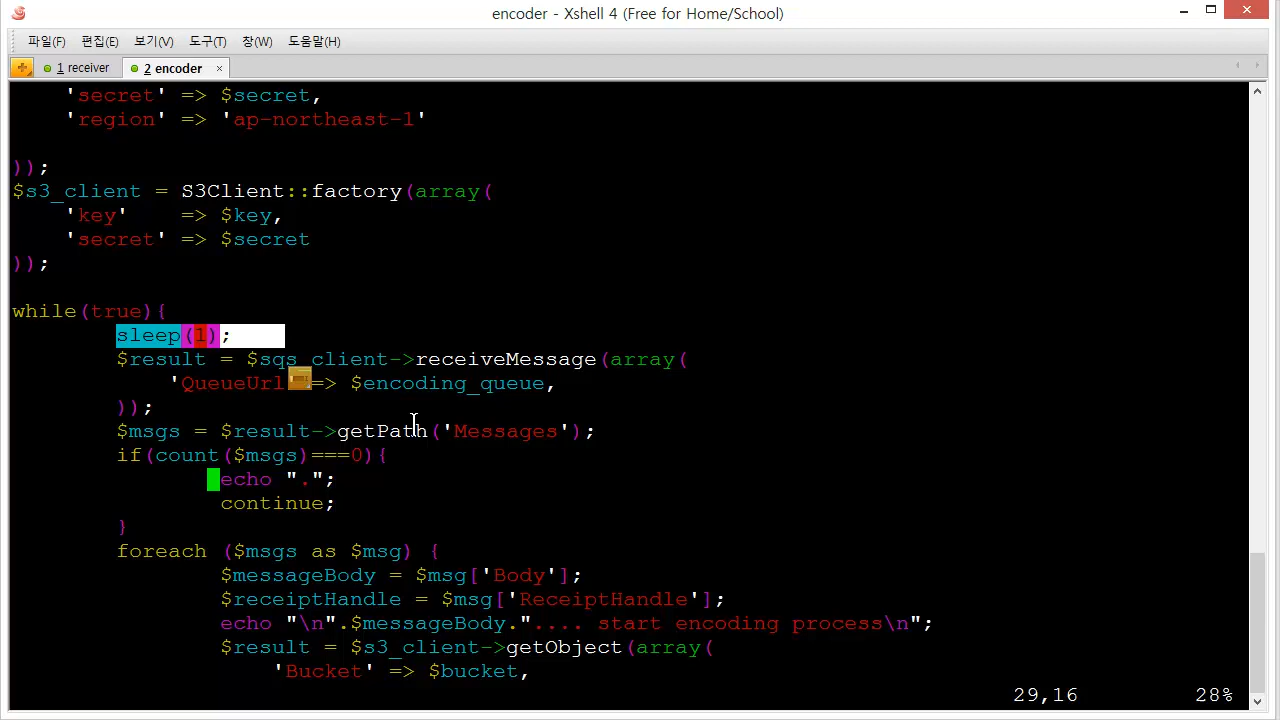 encoder - Xshell 4 (Free for Home/School)
파일(F) 편집(E) 보기(V) 도구(T) 창(W) 도움말(H)
1 receiver 2 encoder ×
'secret' => $secret,
'region' => 'ap-northeast-1'
));
$s3_client = S3Client::factory(array(
'key' => $key,
'secret' => $secret
));
while(true){
sleep(1);
$result = $sqs_client->receiveMessage(array(
'QueueUrl => $encoding_queue,
));
$msgs = $result->getPath('Messages');
if(count($msgs)===0){
echo ".";
continue;
}
foreach ($msgs as $msg) {
$messageBody = $msg['Body'];
$receiptHandle = $msg['ReceiptHandle'];
echo "\n".$messageBody.".... start encoding process\n";
$result = $s3_client->getObject(array(
'Bucket' => $bucket,
29,16 28%